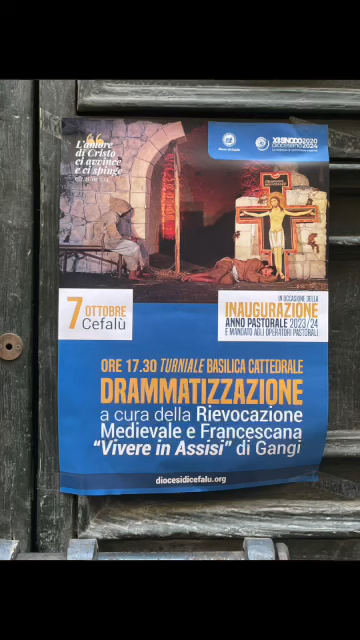 L'amore
di Cristo
ci avvince
e ci spinge
Diocesi di Cefalù
XI SINODO 2020
DIOCESANO 2024
7 OTTOBRE
Cefalù
IN OCCASIONE DELLA
INAUGURAZIONE
ANNO PASTORALE 2023/24
E MANDATO AGLI OPERATORI PASTORALI
ORE 17.30 TURNIALE BASILICA CATTEDRALE
DRAMMATIZZAZIONE
a cura della Rievocazione
Medievale e Francescana
"Vivere in Assisi" di Gangi
diocesidicefalu.org